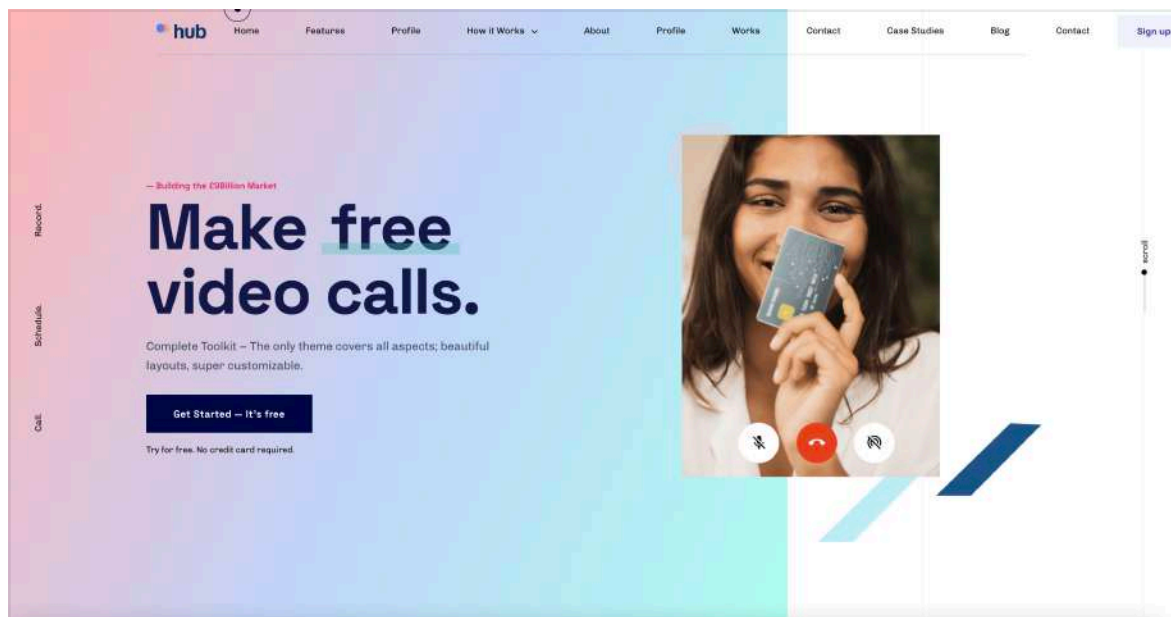 hub
Home Features Profile How it Works About Profile Works Contact Case Studies Blog Contact Sign up
— Building the £9Billion Market
Make free
video calls.
Complete Toolkit – The only theme covers all aspects; beautiful
layouts, super customizable.
Get Started — It's free
Try for free. No credit card required.
Record.
Schedule.
Call.
scroll